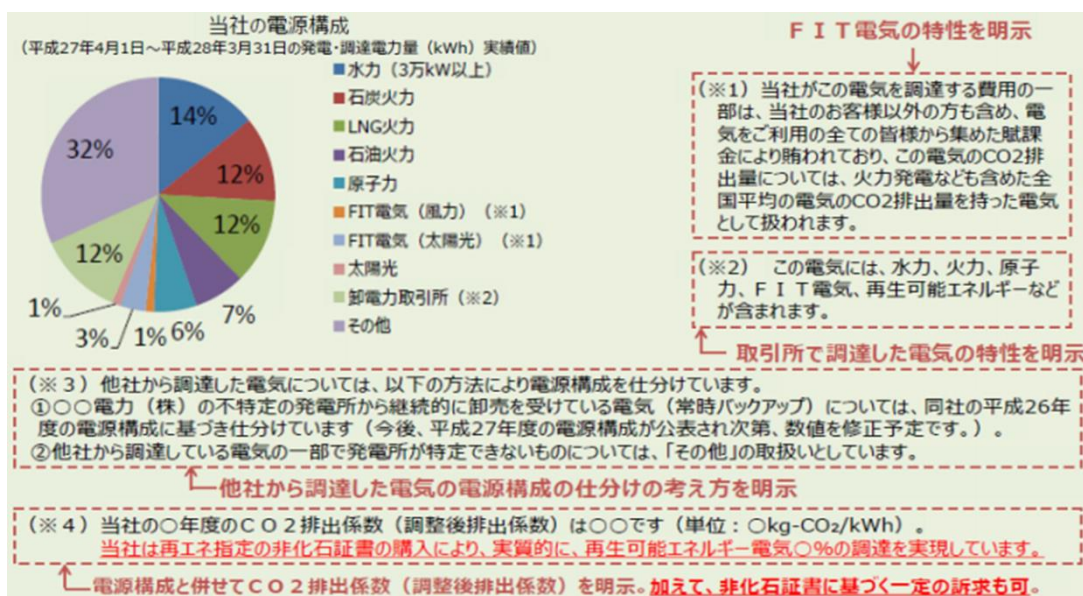 当社の電源構成
（平成27年4月1日～平成28年3月31日の発電・調達電力量（kWh）実績値）
14%
12%
12%
7%
6%
1%
3%
1%
12%
32%
水力（3万kW以上）
石炭火力
LNG火力
石油火力
原子力
FIT電気（風力）（※1）
FIT電気（太陽光）（※1）
太陽光
卸電力取引所（※2）
その他
ＦＩＴ電気の特性を明示
（※1）当社がこの電気を調達する費用の一
部は、当社のお客様以外の方も含め、電
気をご利用の全ての皆様から集めた賦課
金により賄われており、この電気のCO2排
出量については、火力発電なども含めた全
国平均の電気のCO2排出量を持った電気
として扱われます。
（※2）　この電気には、水力、火力、原子
力、ＦＩＴ電気、再生可能エネルギーなど
が含まれます。
取引所で調達した電気の特性を明示
（※３）他社から調達した電気については、以下の方法により電源構成を仕分けています。
①○○電力（株）の不特定の発電所から継続的に卸売を受けている電気（常時バックアップ）については、同社の平成26年
度の電源構成に基づき仕分けています（今後、平成27年度の電源構成が公表され次第、数値を修正予定です。）。
②他社から調達している電気の一部で発電所が特定できないものについては、「その他」の取扱いとしています。
他社から調達した電気の電源構成の仕分けの考え方を明示
（※４）当社の○年度のＣＯ２排出係数（調整後排出係数）は○○です（単位：○kg-CO₂/kWh）。
当社は再エネ指定の非化石証書の購入により、実質的に、再生可能エネルギー電気○%の調達を実現しています。
電源構成と併せてＣＯ２排出係数（調整後排出係数）を明示。加えて、非化石証書に基づく一定の訴求も可。